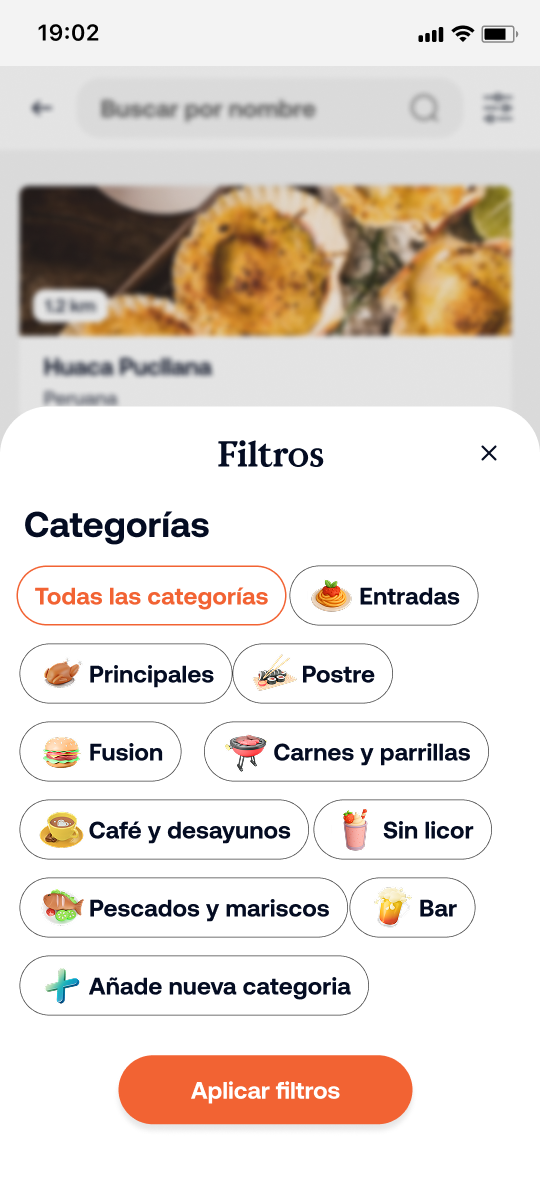 19:02
Buscar por nombre
1.2 km
Huaca Pucllana
Peruana
Filtros
Categorías
Todas las categorías Entradas
Principales Postre
Fusion Carnes y parrillas
Café y desayunos Sin licor
Pescados y mariscos Bar
Añade nueva categoria
Aplicar filtros